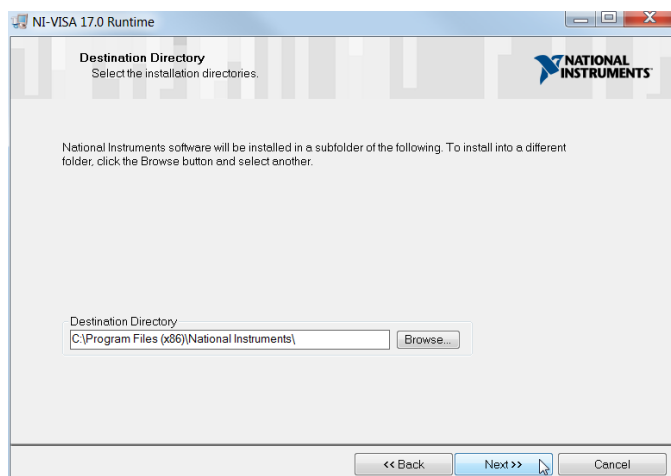 NI-VISA 17.0 Runtime
Destination Directory
Select the installation directories.
NATIONAL
INSTRUMENTS
National Instruments software will be installed in a subfolder of the following. To install into a different
folder, click the Browse button and select another.
Destination Directory
C:\Program Files (x86)\National Instruments\
Browse...
<< Back
Next >>
Cancel